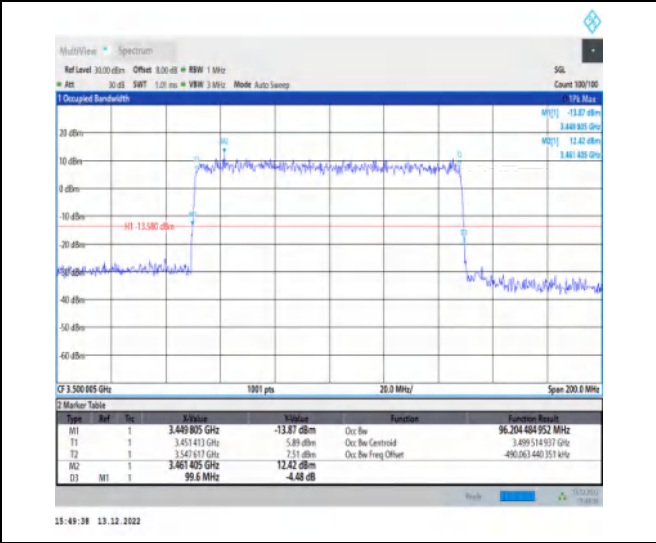 MultiView Spectrum
Ref Level 30.00 dBm Offset 8.00 dB RBW 1 MHz SGL
Att 30 dB SWT 1.01 ms VBW 3 MHz Mode Auto Sweep Count 100/100
1 Occupied Bandwidth 1Pk Max
M1[1] -13.87 dBm
3.449 805 GHz
M2[1] 12.42 dBm
3.461 405 GHz
20 dBm
M2
10 dBm
0 dBm
-10 dBm
H1 -13.580 dBm
-20 dBm
-40 dBm
-50 dBm
-60 dBm
CF 3.500 005 GHz 1001 pts 20.0 MHz/ Span 200.0 MHz
2 Marker Table
Type Ref Trc X-Value Y-Value Function Function Result
M1 1 3.449 805 GHz -13.87 dBm Occ Bw 96.204 484 952 MHz
T1 1 3.451 413 GHz 5.89 dBm Occ Bw Centroid 3.499 514 937 GHz
T2 1 3.547 617 GHz 7.51 dBm Occ Bw Freq Offset -490.063 440 351 kHz
M2 1 3.461 405 GHz 12.42 dBm
D3 M1 1 99.6 MHz -4.48 dB
Ready
15:49:38 13.12.2022